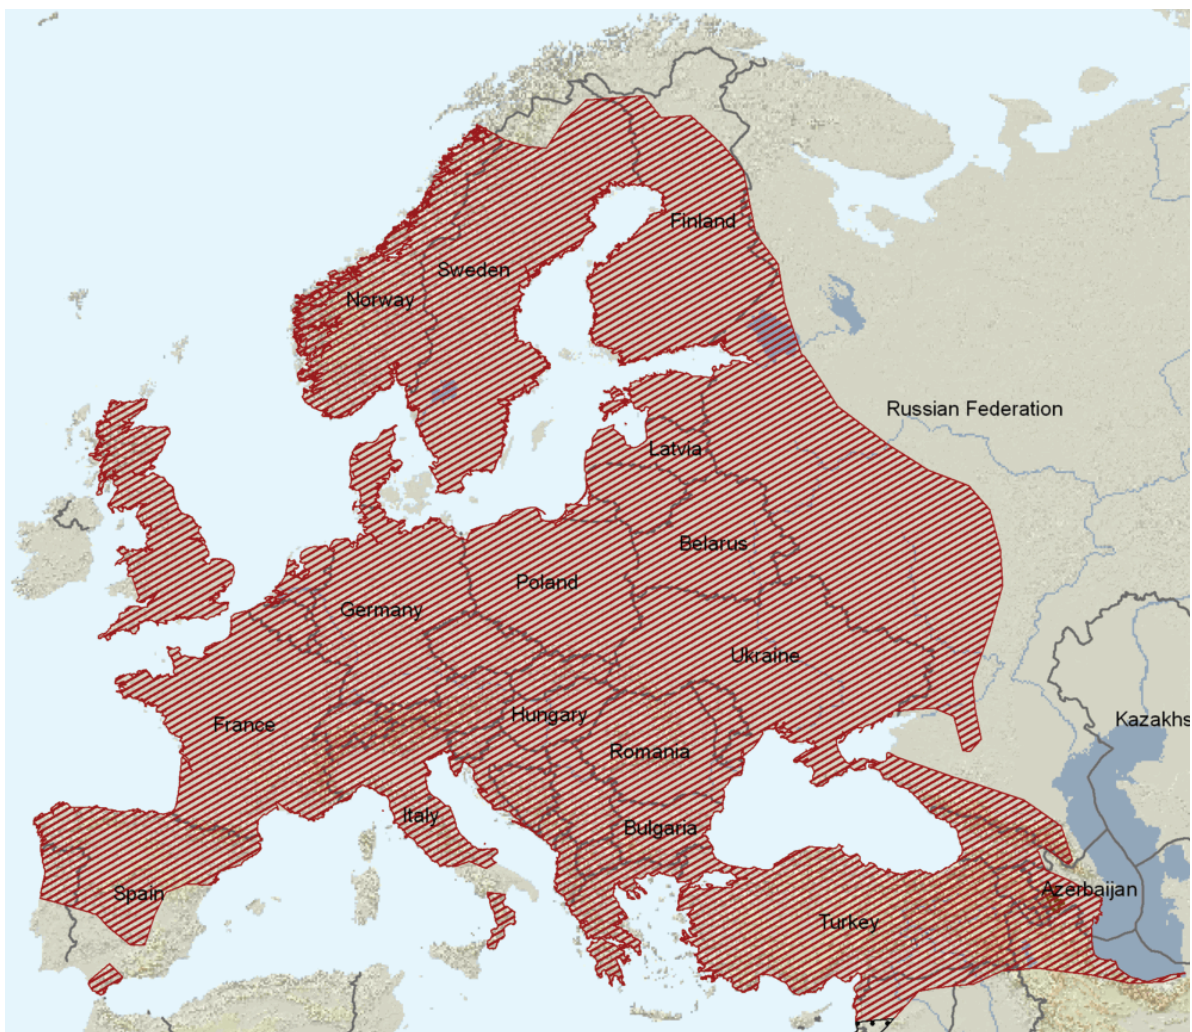 Finland
Sweden
Norway
Russian Federation
Latvia
Belarus
Poland
Germany
Ukraine
Hungary
Kazakhs
France
Romania
Italy
Bulgaria
Spain
Azerbaijan
Turkey